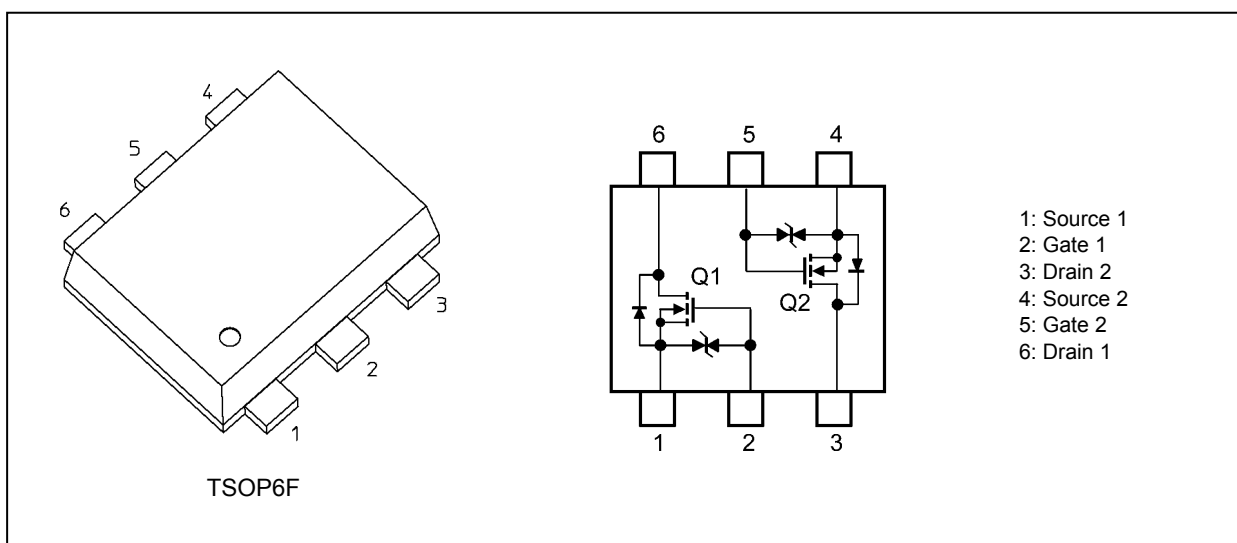 4
5
6
3
2
1
TSOP6F
6 5 4
Q1
Q2
1 2 3
1: Source 1
2: Gate 1
3: Drain 2
4: Source 2
5: Gate 2
6: Drain 1